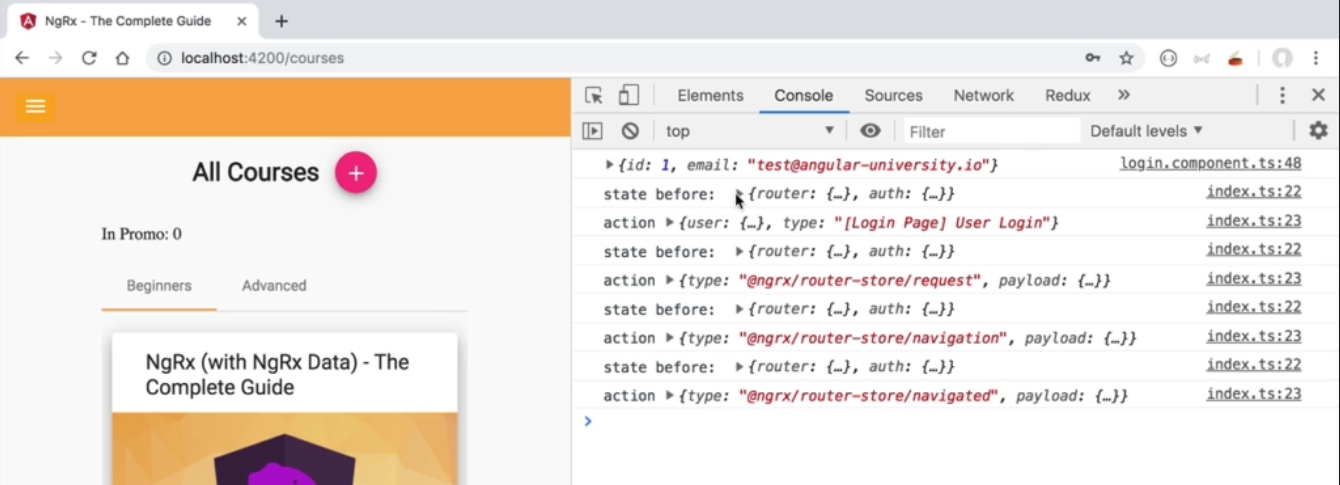 NgRx - The Complete Guide
localhost:4200/courses
All Courses
In Promo: 0
Beginners Advanced
NgRx (with NgRx Data) - The
Complete Guide
Elements Console Sources Network Redux
top Filter Default levels
{id: 1, email: "test@angular-university.io"} login.component.ts:48
state before: {router: {…}, auth: {…}} index.ts:22
action {user: {…}, type: "[Login Page] User Login"} index.ts:23
state before: {router: {…}, auth: {…}} index.ts:22
action {type: "@ngrx/router-store/request", payload: {…}} index.ts:23
state before: {router: {…}, auth: {…}} index.ts:22
action {type: "@ngrx/router-store/navigation", payload: {…}} index.ts:23
state before: {router: {…}, auth: {…}} index.ts:22
action {type: "@ngrx/router-store/navigated", payload: {…}} index.ts:23